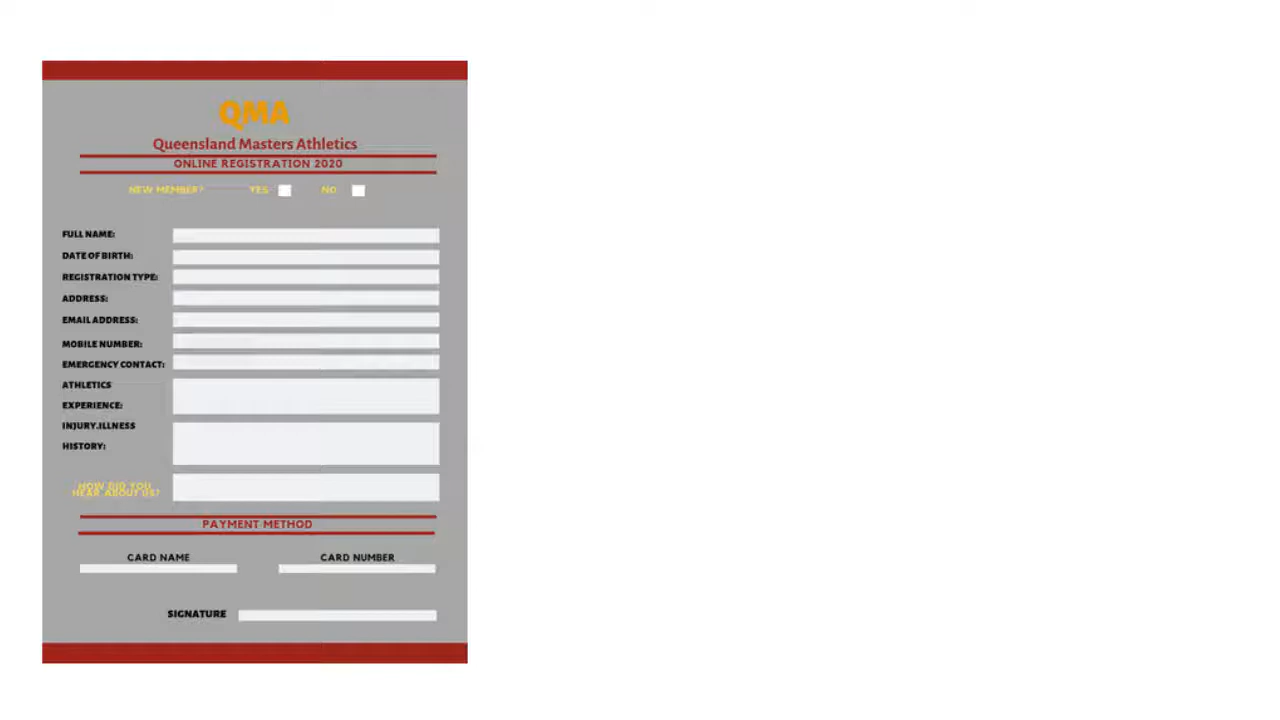 QMA
Queensland Masters Athletics
ONLINE REGISTRATION 2020
NEW MEMBER? YES NO
FULL NAME:
DATE OF BIRTH:
REGISTRATION TYPE:
ADDRESS:
EMAIL ADDRESS:
MOBILE NUMBER:
EMERGENCY CONTACT:
ATHLETICS
EXPERIENCE:
INJURY.ILLNESS
HISTORY:
HOW DID YOU
HEAR ABOUT US?
PAYMENT METHOD
CARD NAME CARD NUMBER
SIGNATURE